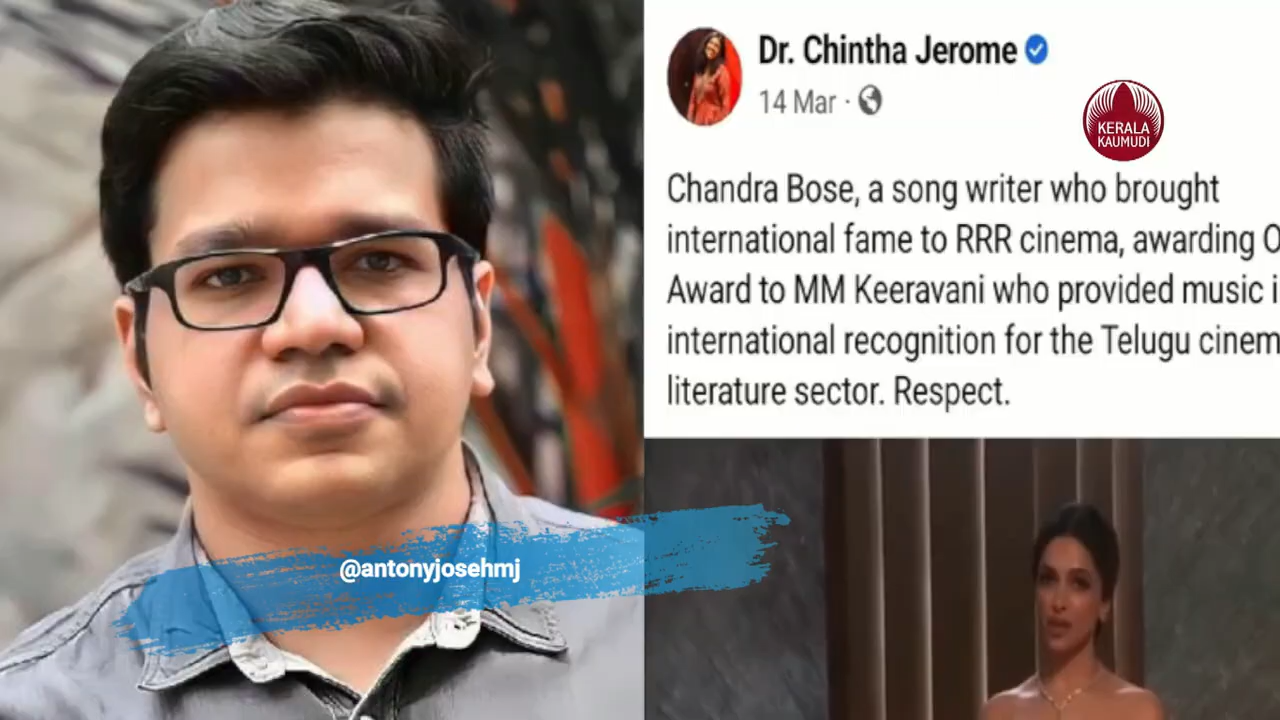 Dr. Chintha Jerome
14 Mar ·
KERALA
KAUMUDI
Chandra Bose, a song writer who brought
international fame to RRR cinema, awarding O
Award to MM Keeravani who provided music i
international recognition for the Telugu cinem
literature sector. Respect.
@antonyjosehmj